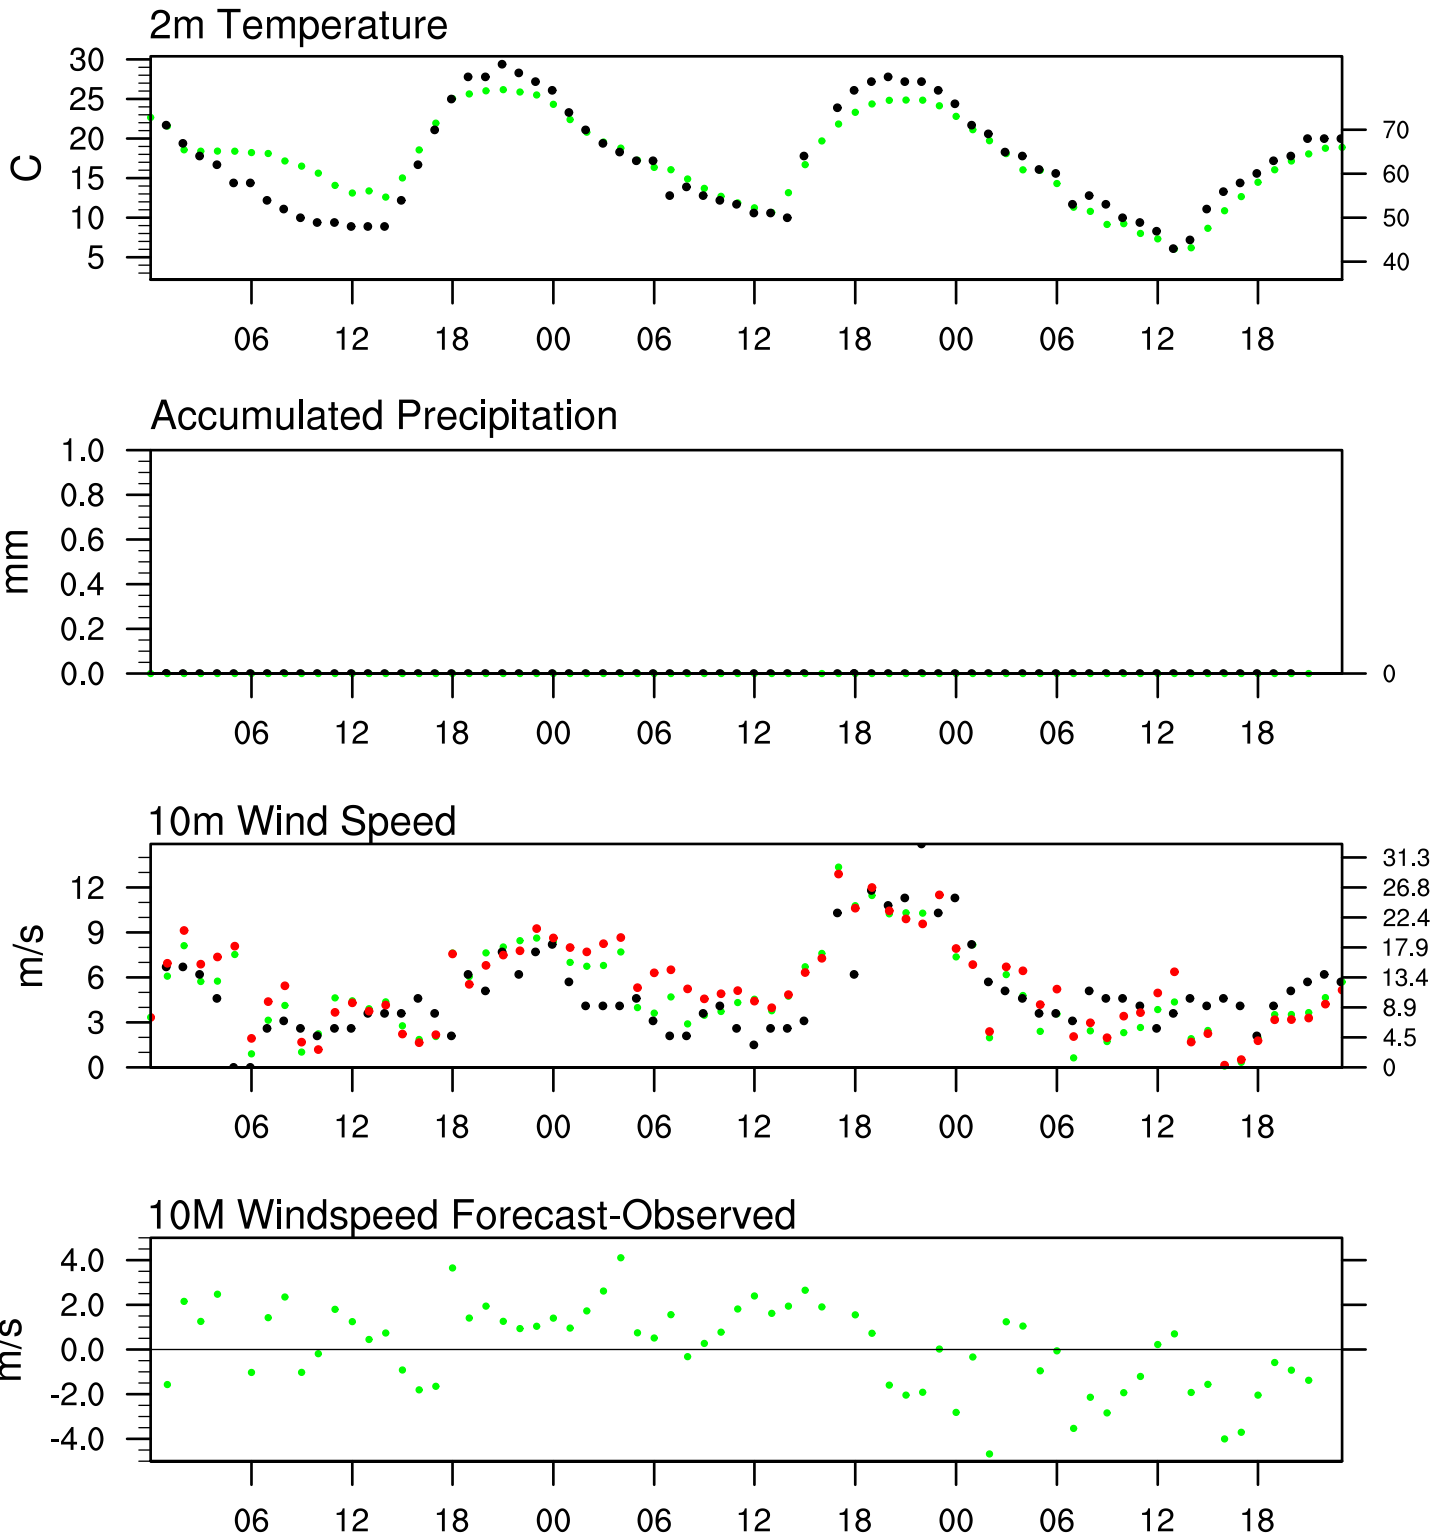 2m Temperature
30
25
20
15
10
5
C
70
60
50
40
06 12 18 00 06 12 18 00 06 12 18
Accumulated Precipitation
1.0
0.8
0.6
0.4
0.2
0.0
mm
0
06 12 18 00 06 12 18 00 06 12 18
10m Wind Speed
12
9
6
3
0
m/s
31.3
26.8
22.4
17.9
13.4
8.9
4.5
0
06 12 18 00 06 12 18 00 06 12 18
10M Windspeed Forecast-Observed
4.0
2.0
0.0
-2.0
-4.0
m/s
06 12 18 00 06 12 18 00 06 12 18